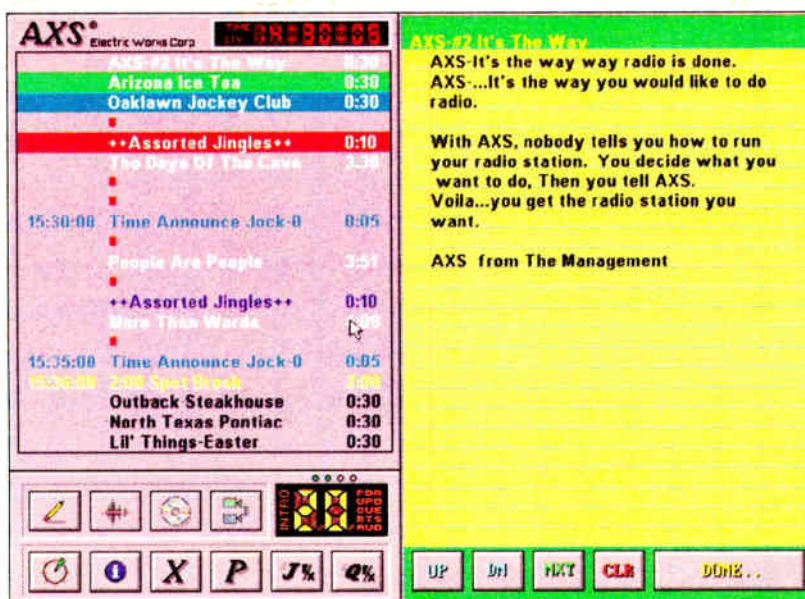 AXS®
Electric Works Corp
TIME
AXS-#2 It's The Way 0:30
Arizona Ice Tea 0:30
Oaklawn Jockey Club 0:30
++Assorted Jingles++ 0:10
The Days Of The Cave
15:30:00 Time Announce Jock-0 0:05
People Are People 3:51
++Assorted Jingles++ 0:10
More Than Words
15:35:00 Time Announce Jock-0 0:05
2:00 Spot Break 2:00
Outback Steakhouse 0:30
North Texas Pontiac 0:30
Lil' Things-Easter 0:30
INTRO
X P J Q
AXS-#2 It's The Way
AXS-It's the way way radio is done.
AXS-...It's the way you would like to do
radio.
With AXS, nobody tells you how to run
your radio station. You decide what you
want to do, Then you tell AXS.
Voila...you get the radio station you
want.
AXS from The Management
UP DN NXT CLR DONE..